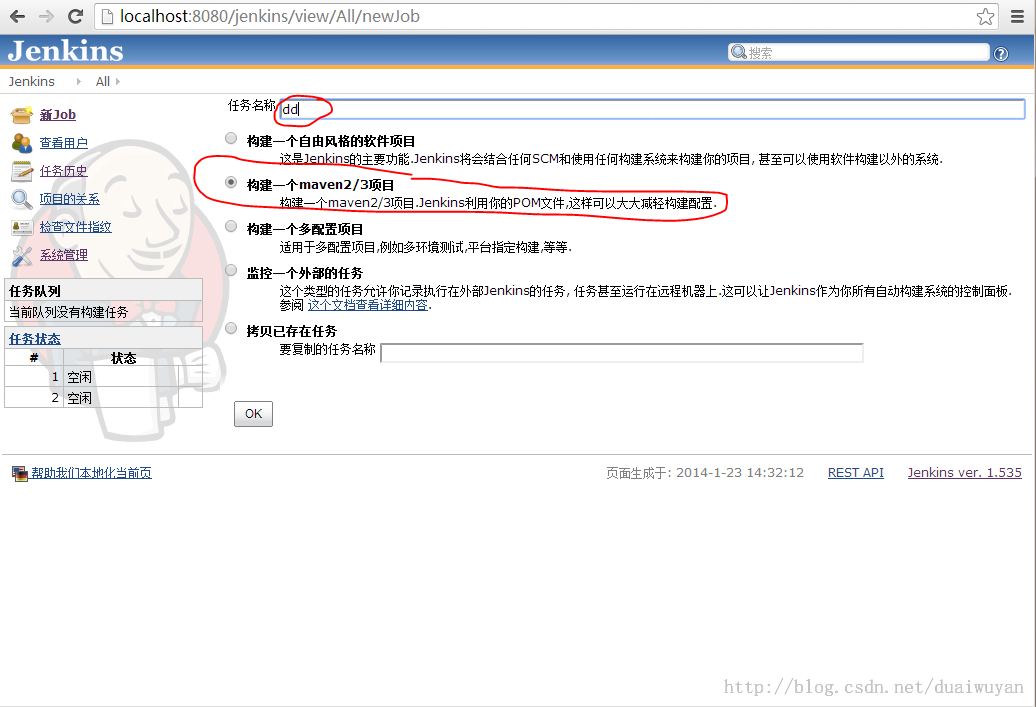 localhost:8080/jenkins/view/All/newJob
Jenkins
搜索
Jenkins All
新Job
查看用户
任务历史
项目的关系
检查文件指纹
系统管理
任务队列
当前队列没有构建任务
任务状态
# 状态
1 空闲
2 空闲
任务名称 dd
构建一个自由风格的软件项目
这是Jenkins的主要功能.Jenkins将会结合任何SCM和使用任何构建系统来构建你的项目, 甚至可以使用软件构建以外的系统.
构建一个maven2/3项目
构建一个maven2/3项目.Jenkins利用你的POM文件,这样可以大大减轻构建配置.
构建一个多配置项目
适用于多配置项目,例如多环境测试,平台指定构建,等等.
监控一个外部的任务
这个类型的任务允许你记录执行在外部Jenkins的任务, 任务甚至运行在远程机器上.这可以让Jenkins作为你所有自动构建系统的控制面板.
参阅 这个文档查看详细内容.
拷贝已存在任务
要复制的任务名称
OK
帮助我们本地化当前页
页面生成于: 2014-1-23 14:32:12 REST API Jenkins ver. 1.535
http://blog.csdn.net/duaiwuyan